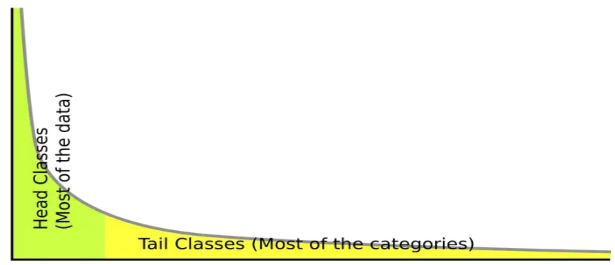 Head Classes
(Most of the data)
Tail Classes (Most of the categories)